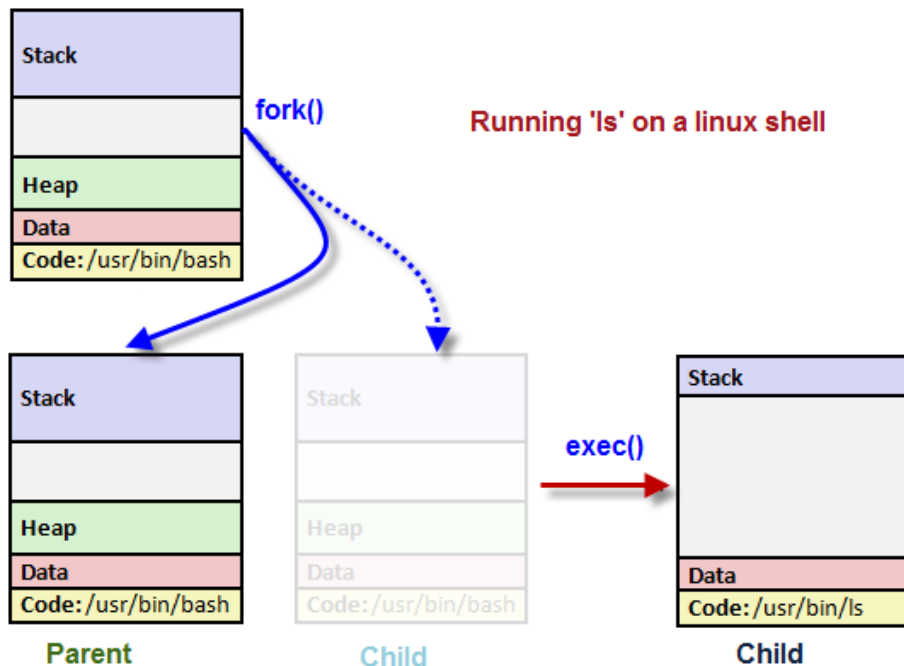 Stack
fork()
Running 'ls' on a linux shell
Heap
Data
Code: /usr/bin/bash
Stack
Heap
Data
Code: /usr/bin/bash
Parent
Stack
Heap
Data
Code: /usr/bin/bash
Child
exec()
Stack
Data
Code: /usr/bin/ls
Child